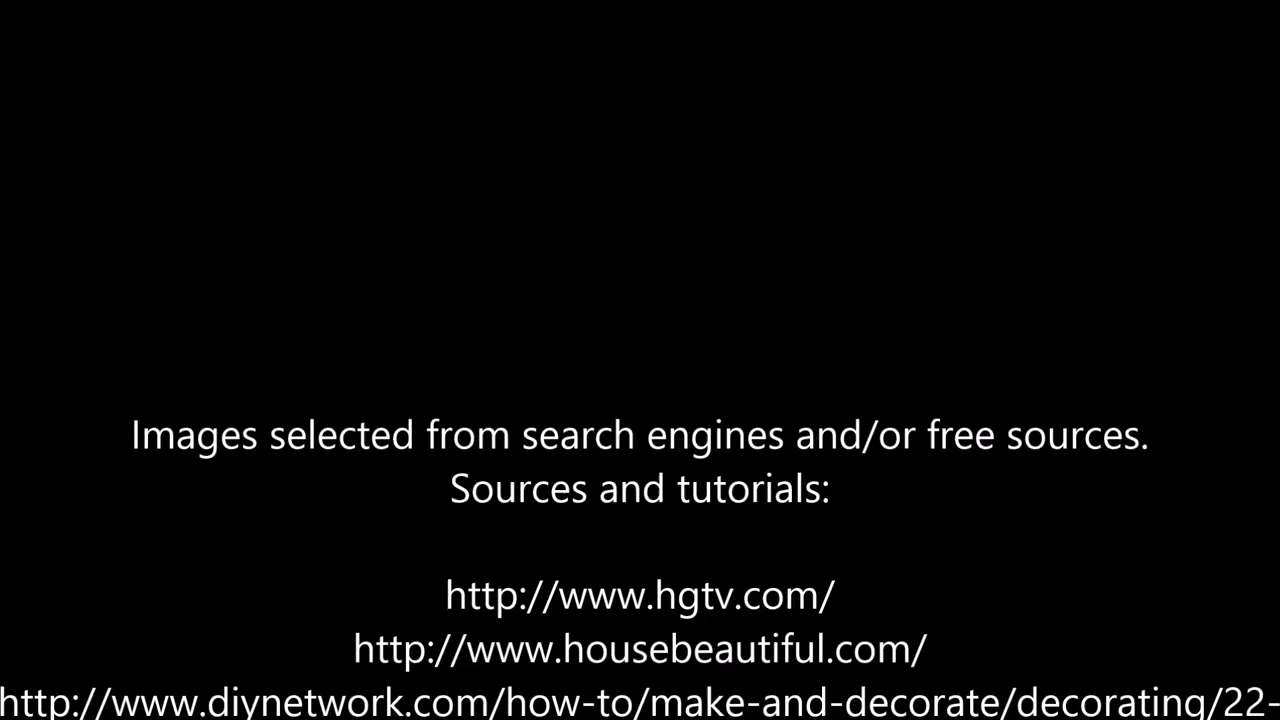 Images selected from search engines and/or free sources.
Sources and tutorials:
http://www.hgtv.com/
http://www.housebeautiful.com/
http://www.diynetwork.com/how-to/make-and-decorate/decorating/22-